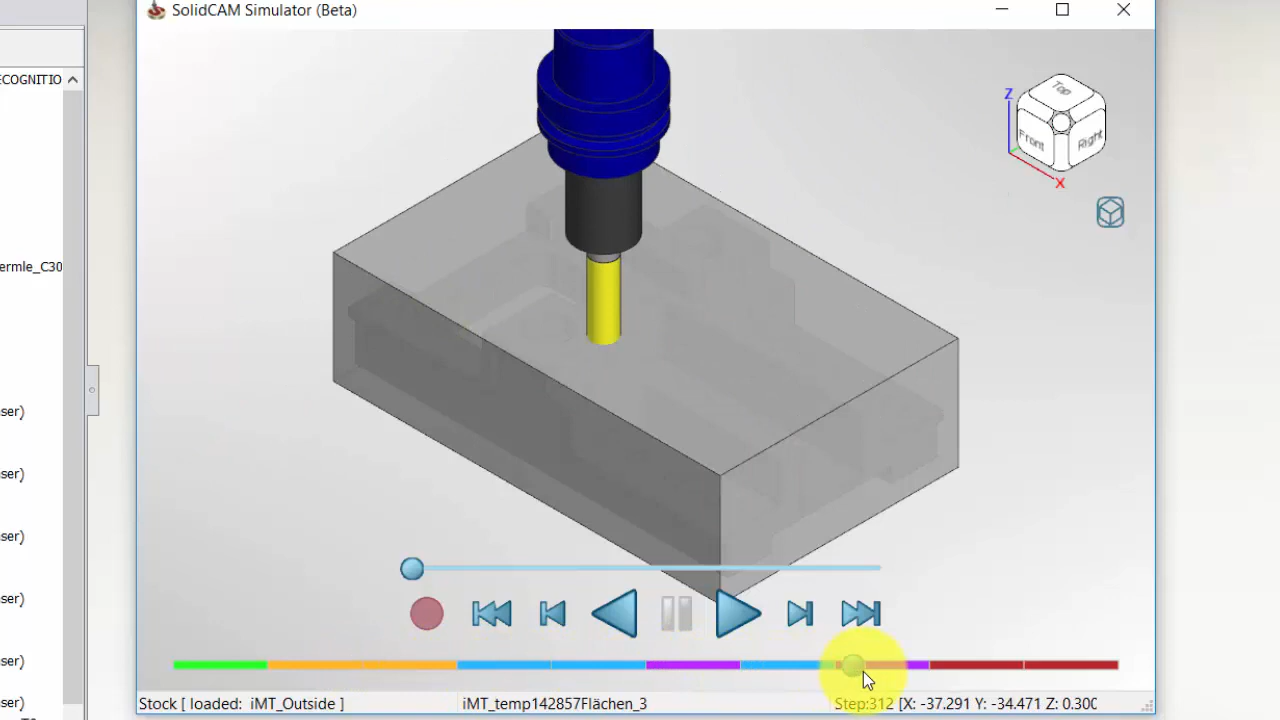 SolidCAM Simulator (Beta)
ECOGNITIO
Z
Top
Front
Right
X
ermle_C30
ser)
ser)
ser)
ser)
ser)
ser)
Stock [ loaded: iMT_Outside ]
iMT_temp142857Flächen_3
Step:312 [X: -37.291 Y: -34.471 Z: 0.300